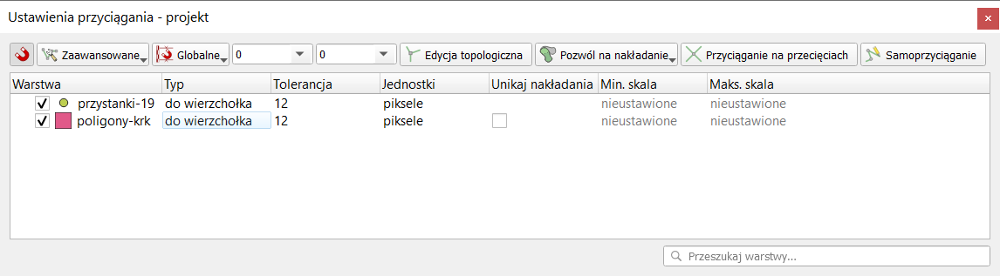 Ustawienia przyciągania - projekt
Zaawansowane Globalne 0 0 Edycja topologiczna Pozwól na nakładanie Przyciąganie na przecięciach Samoprzyciąganie
Warstwa Typ Tolerancja Jednostki Unikaj nakładania Min. skala Maks. skala
przystanki-19 do wierzchołka 12 piksele nieustawione nieustawione
poligony-krk do wierzchołka 12 piksele nieustawione nieustawione
Przeszukaj warstwy...